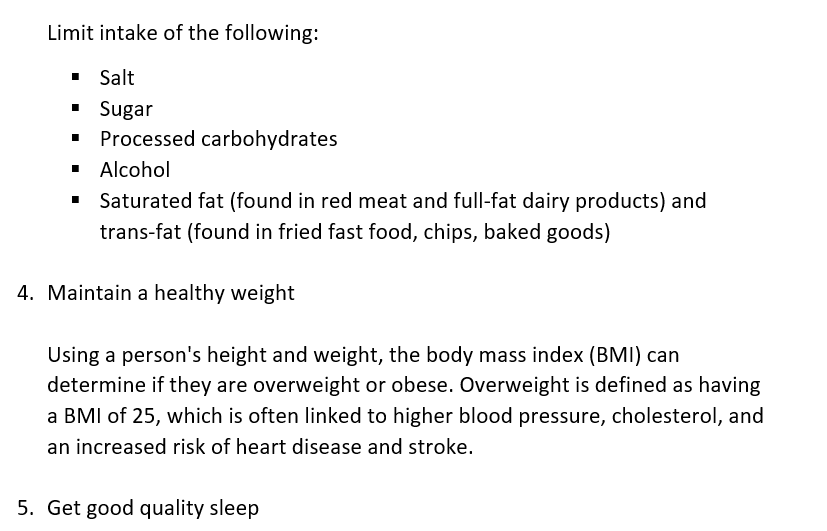 Limit intake of the following:
▪ Salt
▪ Sugar
▪ Processed carbohydrates
▪ Alcohol
▪ Saturated fat (found in red meat and full-fat dairy products) and
trans-fat (found in fried fast food, chips, baked goods)
4. Maintain a healthy weight
Using a person's height and weight, the body mass index (BMI) can
determine if they are overweight or obese. Overweight is defined as having
a BMI of 25, which is often linked to higher blood pressure, cholesterol, and
an increased risk of heart disease and stroke.
5. Get good quality sleep